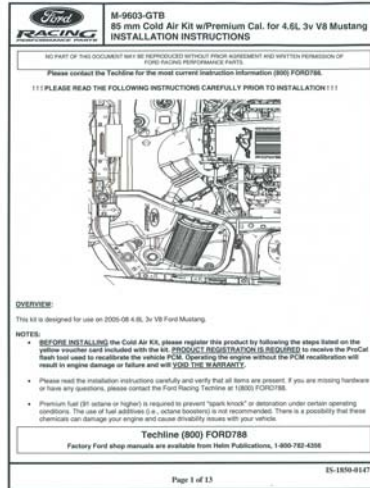 Ford
RACING
PERFORMANCE PARTS
M-9603-GTB
85 mm Cold Air Kit w/Premium Cal. for 4.6L 3v V8 Mustang
INSTALLATION INSTRUCTIONS
NO PART OF THIS DOCUMENT MAY BE REPRODUCED WITHOUT PRIOR AGREEMENT AND WRITTEN PERMISSION OF
FORD RACING PERFORMANCE PARTS.
Please contact the Techline for the most current instruction information (800) FORD788.
!!! PLEASE READ THE FOLLOWING INSTRUCTIONS CAREFULLY PRIOR TO INSTALLATION !!!
OVERVIEW:
This kit is designed for use on 2005-08 4.6L 3v V8 Ford Mustang.
NOTES:
• BEFORE INSTALLING the Cold Air Kit, please register this product by following the steps listed on the
yellow voucher card included with the kit. PRODUCT REGISTRATION IS REQUIRED to receive the ProCal
flash tool used to recalibrate the vehicle PCM. Operating the engine without the PCM recalibration will
result in engine damage or failure and will VOID THE WARRANTY.
• Please read the installation instructions carefully and verify that all items are present. If you are missing hardware
or have any questions, please contact the Ford Racing Techline at 1(800) FORD788.
• Premium fuel (91 octane or higher) is required to prevent "spark knock" or detonation under certain operating
conditions. The use of fuel additives (i.e., octane boosters) is not recommended. There is a possibility that these
chemicals can damage your engine and cause driveability issues with your vehicle.
Techline (800) FORD788
Factory Ford shop manuals are available from Helm Publications, 1-800-782-4356
IS-1850-0147
Page 1 of 13